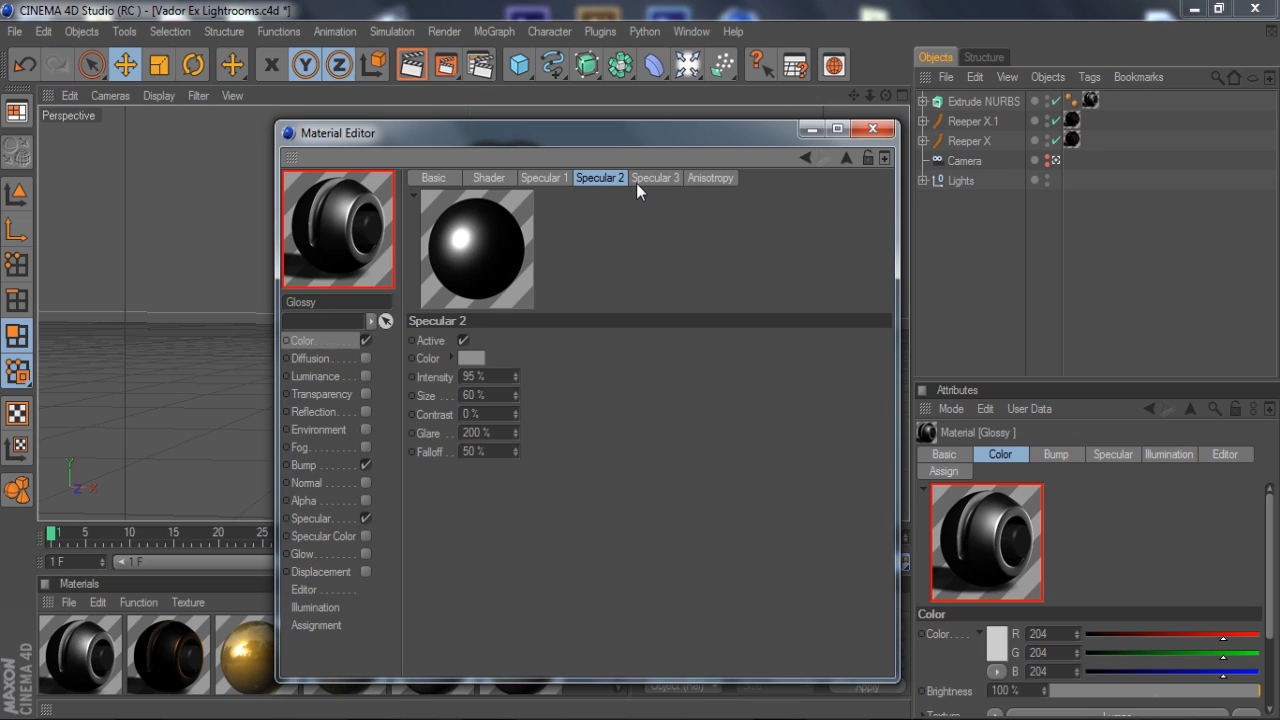 CINEMA 4D Studio (RC ) - [Vador Ex Lightrooms.c4d *]
File Edit Objects Tools Selection Structure Functions Animation Simulation Render MoGraph Character Plugins Python Window Help
X Y Z
Edit Cameras Display Filter View
Perspective
Y
Z X
1 5 10 15 20 25
1 F 1 F
Materials
File Edit Function Texture
MAXON
CINEMA 4D
Material Editor
Glossy
Color
Diffusion . . . . .
Luminance . . .
Transparency
Reflection. . . .
Environment
Fog. . . . . . . . .
Bump . . . . . . .
Normal . . . . . .
Alpha . . . . . . .
Specular. . . . .
Specular Color
Glow. . . . . . . .
Displacement
Editor . . . . . . .
Illumination
Assignment
Basic Shader Specular 1 Specular 2 Specular 3 Anisotropy
Specular 2
Active
Color
Intensity 95 %
Size . . . 60 %
Contrast 0 %
Glare . . 200 %
Falloff . . 50 %
Apply
Objects Structure
File Edit View Objects Tags Bookmarks
Extrude NURBS
Reeper X.1
Reeper X
Camera
Lights
Attributes
Mode Edit User Data
Material [Glossy ]
Basic Color Bump Specular Illumination Editor
Assign
Color
Color. . . . R 204
G 204
B 204
Brightness 100 %